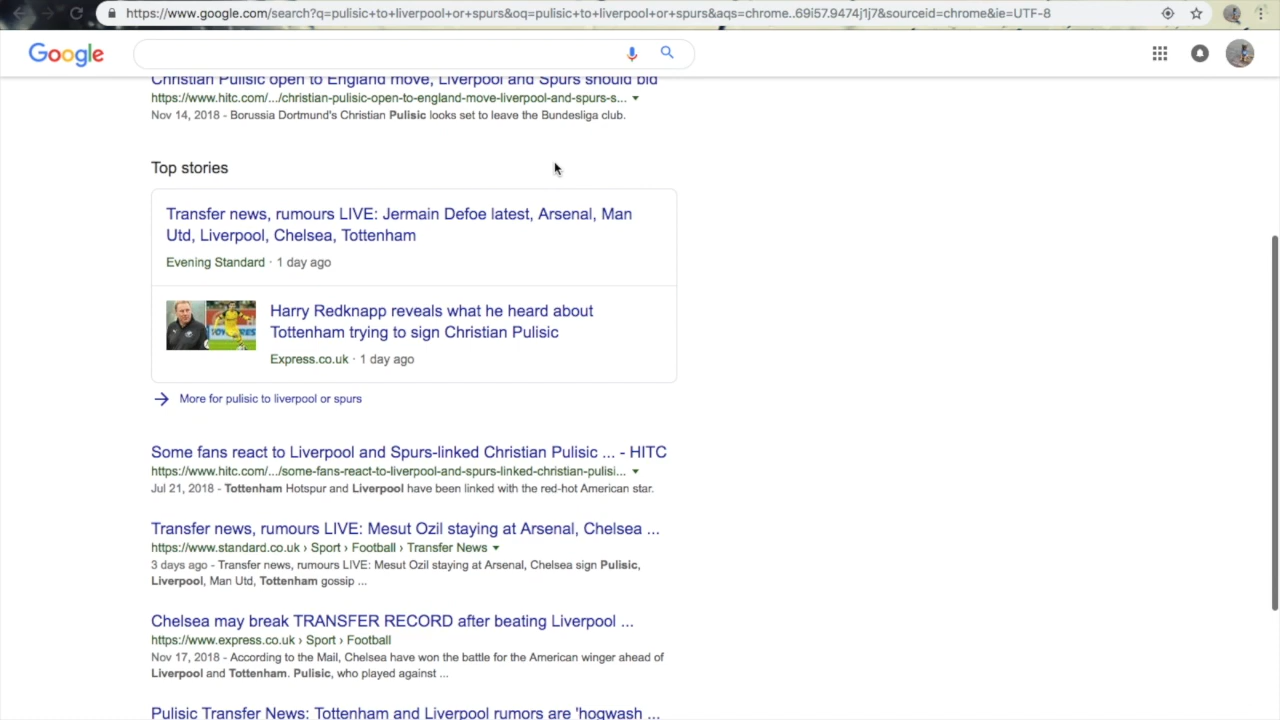 https://www.google.com/search?q=pulisic+to+liverpool+or+spurs&oq=pulisic+to+liverpool+or+spurs&aqs=chrome..69i57.9474j1j7&sourceid=chrome&ie=UTF-8
Google
Christian Pulisic open to England move, Liverpool and Spurs should bid
https://www.hitc.com/.../christian-pulisic-open-to-england-move-liverpool-and-spurs-s...
Nov 14, 2018 - Borussia Dortmund's Christian Pulisic looks set to leave the Bundesliga club.
Top stories
Transfer news, rumours LIVE: Jermain Defoe latest, Arsenal, Man
Utd, Liverpool, Chelsea, Tottenham
Evening Standard · 1 day ago
Harry Redknapp reveals what he heard about
Tottenham trying to sign Christian Pulisic
Express.co.uk · 1 day ago
More for pulisic to liverpool or spurs
Some fans react to Liverpool and Spurs-linked Christian Pulisic ... - HITC
https://www.hitc.com/.../some-fans-react-to-liverpool-and-spurs-linked-christian-pulisi...
Jul 21, 2018 - Tottenham Hotspur and Liverpool have been linked with the red-hot American star.
Transfer news, rumours LIVE: Mesut Ozil staying at Arsenal, Chelsea ...
https://www.standard.co.uk › Sport › Football › Transfer News
3 days ago - Transfer news, rumours LIVE: Mesut Ozil staying at Arsenal, Chelsea sign Pulisic,
Liverpool, Man Utd, Tottenham gossip ...
Chelsea may break TRANSFER RECORD after beating Liverpool ...
https://www.express.co.uk › Sport › Football
Nov 17, 2018 - According to the Mail, Chelsea have won the battle for the American winger ahead of
Liverpool and Tottenham. Pulisic, who played against ...
Pulisic Transfer News: Tottenham and Liverpool rumors are 'hogwash ...